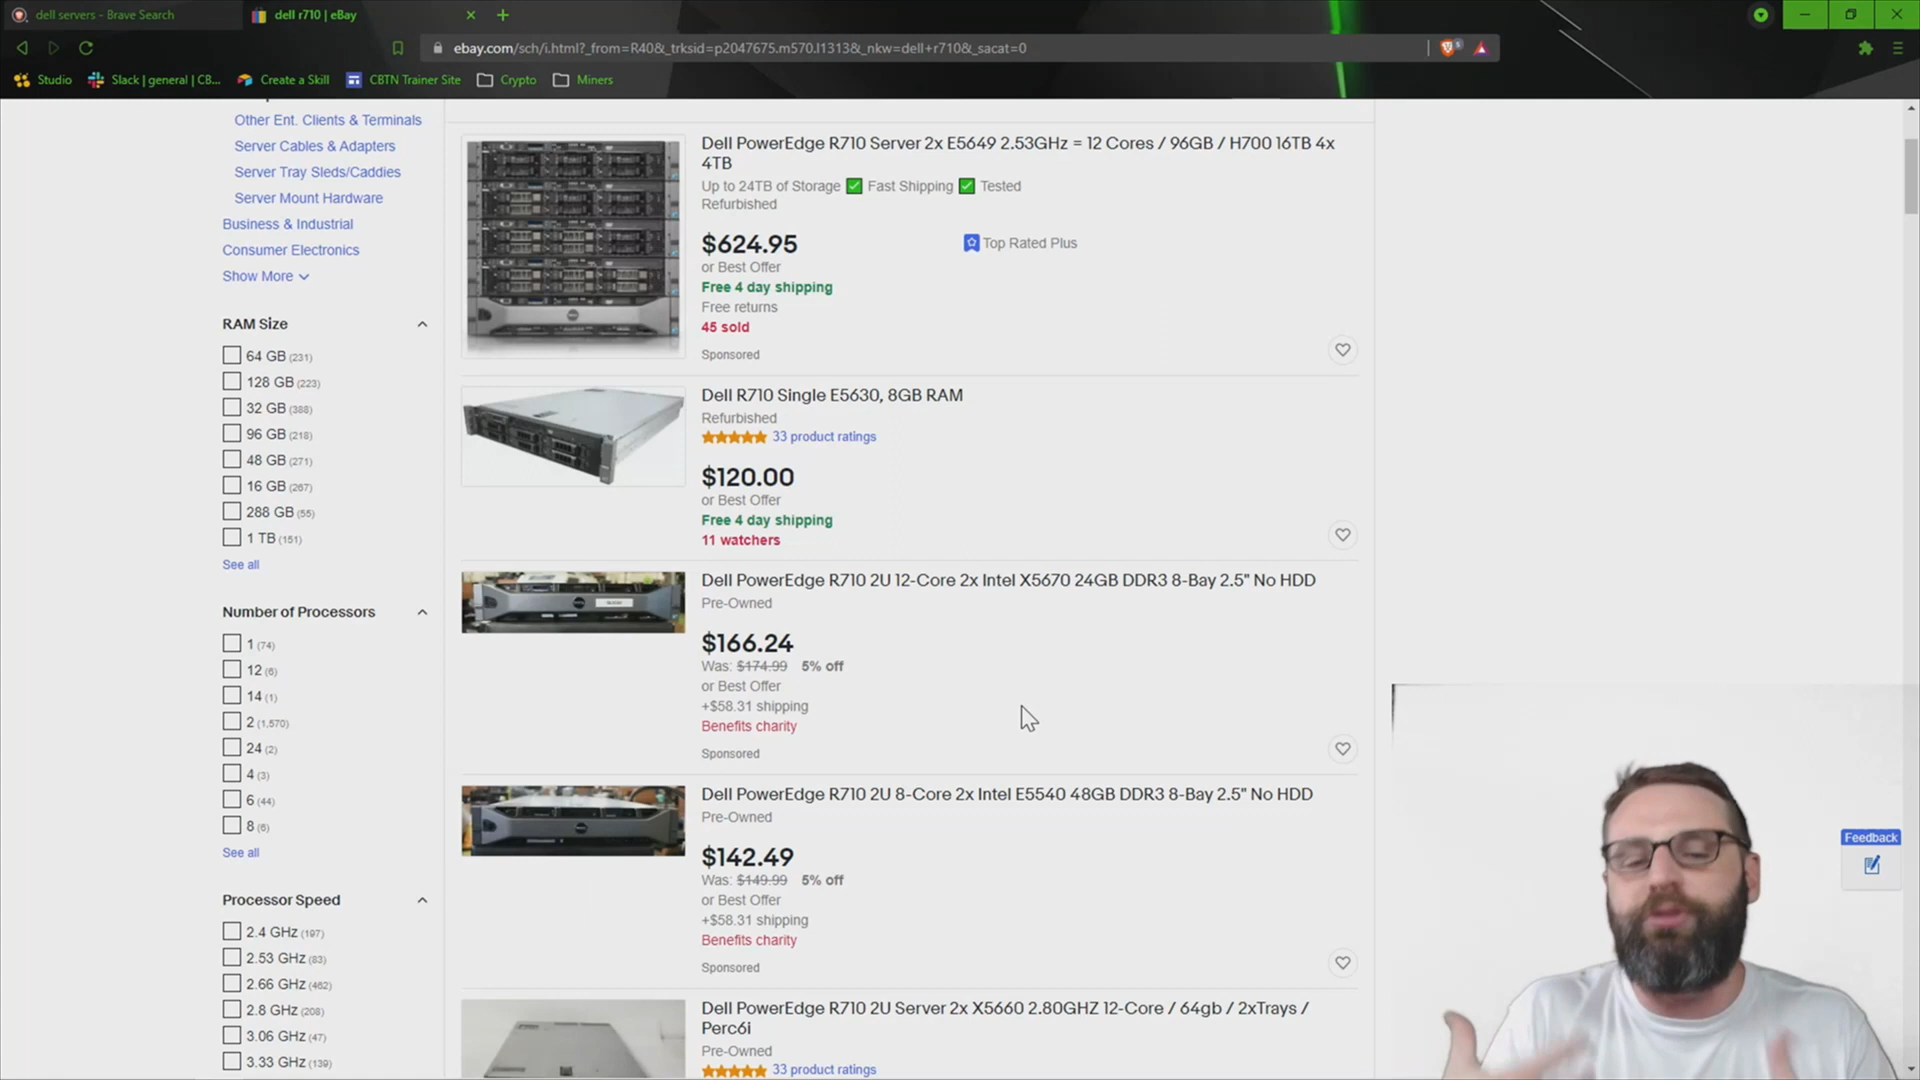 dell servers - Brave Search
dell r710 | eBay
ebay.com/sch/i.html?_from=R40&_trksid=p2047675.m570.l1313&_nkw=dell+r710&_sacat=0
Studio
Slack | general | CB...
Create a Skill
CBTN Trainer Site
Crypto
Miners
Other Ent. Clients & Terminals
Server Cables & Adapters
Server Tray Sleds/Caddies
Server Mount Hardware
Business & Industrial
Consumer Electronics
Show More
RAM Size
64 GB (231)
128 GB (223)
32 GB (388)
96 GB (218)
48 GB (271)
16 GB (267)
288 GB (55)
1 TB (151)
See all
Number of Processors
1 (74)
12 (6)
14 (1)
2 (1,570)
24 (2)
4 (3)
6 (44)
8 (6)
See all
Processor Speed
2.4 GHz (197)
2.53 GHz (83)
2.66 GHz (462)
2.8 GHz (208)
3.06 GHz (47)
3.33 GHz (139)
Dell PowerEdge R710 Server 2x E5649 2.53GHz = 12 Cores / 96GB / H700 16TB 4x
4TB
Up to 24TB of Storage ✅ Fast Shipping ✅ Tested
Refurbished
$624.95
Top Rated Plus
or Best Offer
Free 4 day shipping
Free returns
45 sold
Sponsored
Dell R710 Single E5630, 8GB RAM
Refurbished
33 product ratings
$120.00
or Best Offer
Free 4 day shipping
11 watchers
Dell PowerEdge R710 2U 12-Core 2x Intel X5670 24GB DDR3 8-Bay 2.5" No HDD
Pre-Owned
$166.24
Was: $174.99 5% off
or Best Offer
+$58.31 shipping
Benefits charity
Sponsored
Dell PowerEdge R710 2U 8-Core 2x Intel E5540 48GB DDR3 8-Bay 2.5" No HDD
Pre-Owned
$142.49
Was: $149.99 5% off
or Best Offer
+$58.31 shipping
Benefits charity
Sponsored
Dell PowerEdge R710 2U Server 2x X5660 2.80GHZ 12-Core / 64gb / 2xTrays /
Perc6i
Pre-Owned
33 product ratings
Feedback